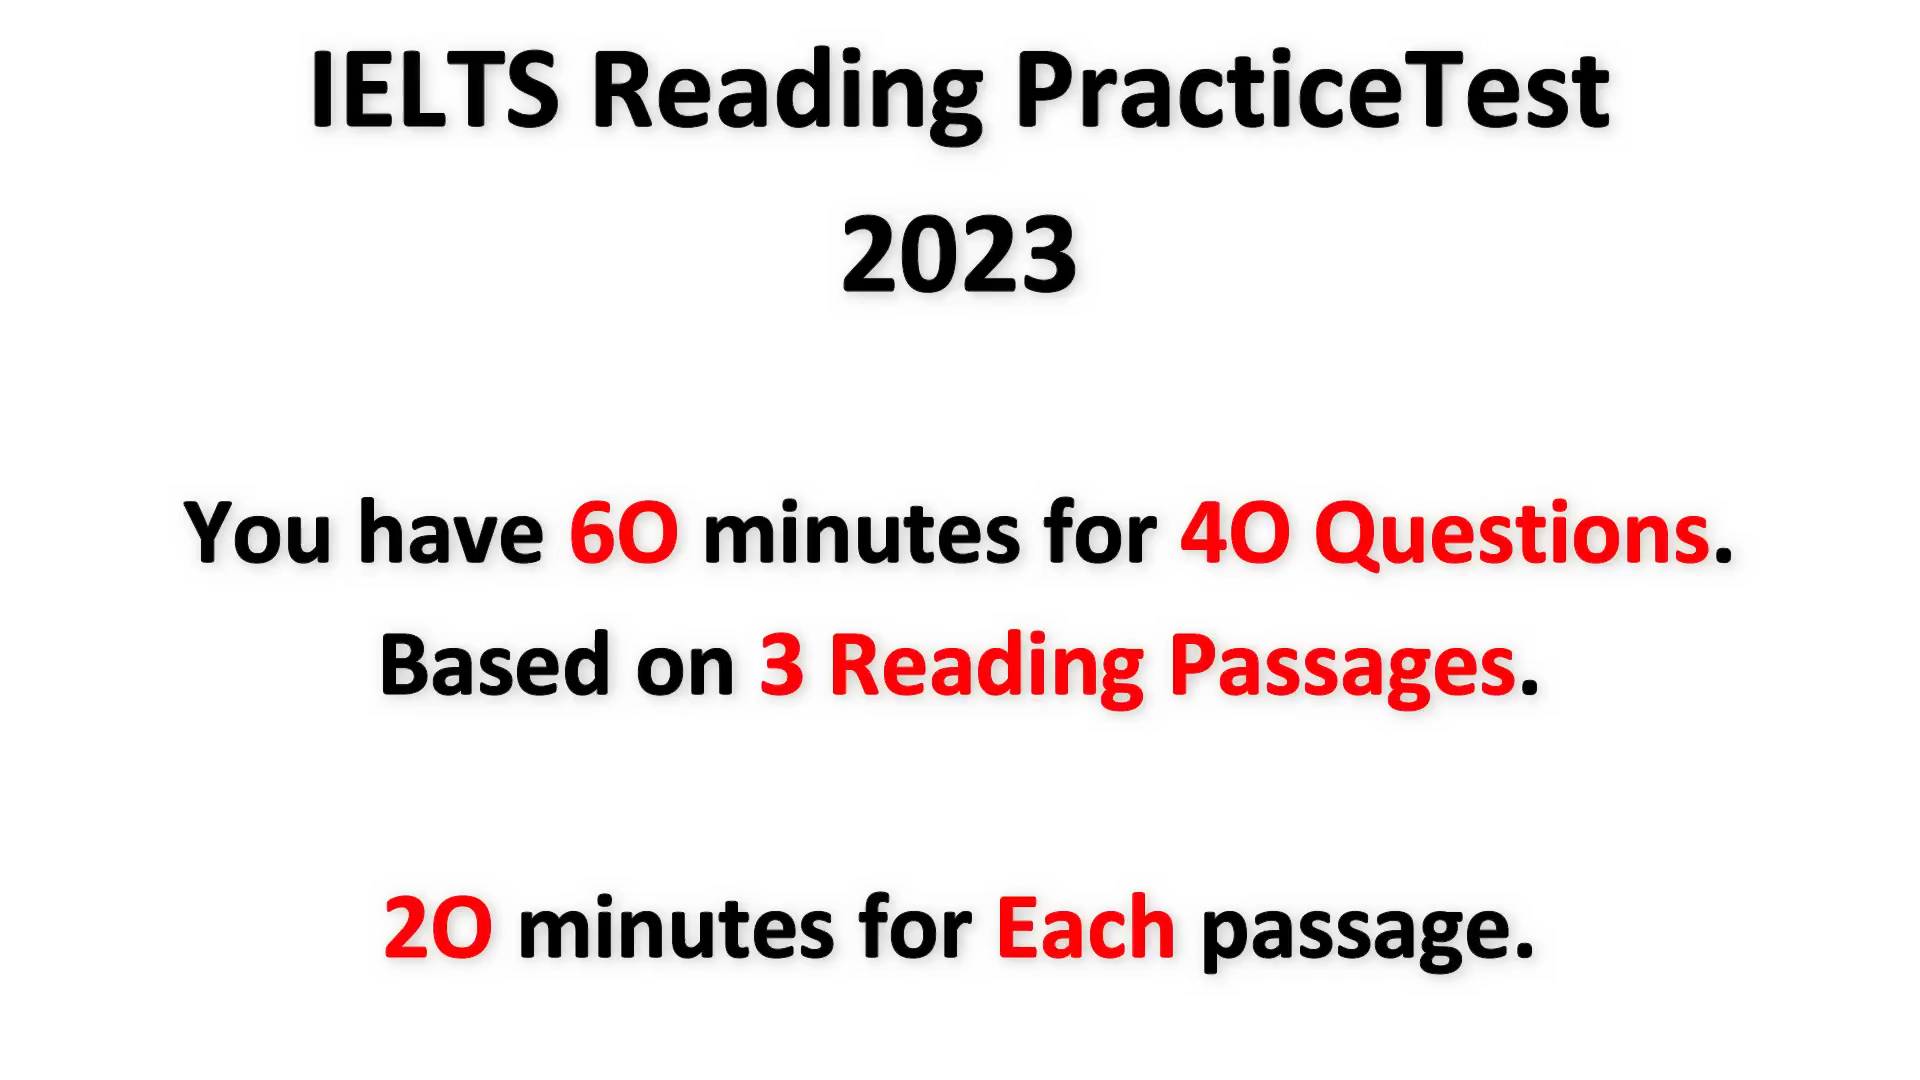 IELTS Reading PracticeTest
2023
You have 6O minutes for 4O Questions.
Based on 3 Reading Passages.
2O minutes for Each passage.